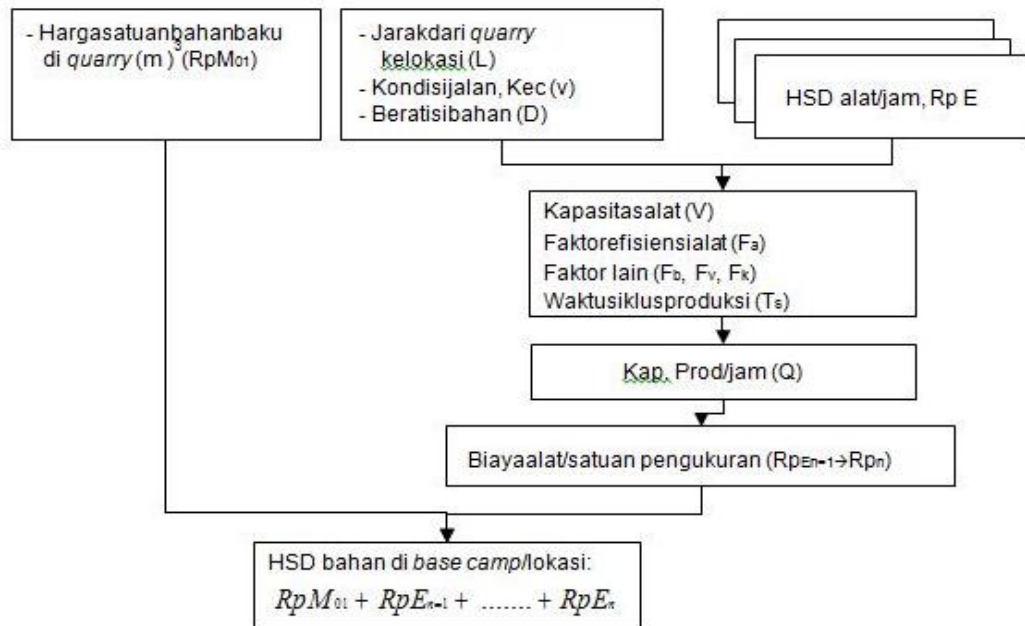 - Hargasatuanbahanbaku
di quarry (m³) (RpM01)
- Jarakdari quarry
kelokasi (L)
- Kondisijalan, Kec (v)
- Beratisibahan (D)
HSD alat/jam, Rp E
Kapasitasalat (V)
Faktorefisiensialat (Fa)
Faktor lain (Fb, Fv, Fk)
Waktusiklusproduksi (Ts)
Kap. Prod/jam (Q)
Biayaalat/satuan pengukuran (RpEn=1→Rpn)
HSD bahan di base camp/lokasi:
RpM01 + RpEn=1 + ....... + RpEn